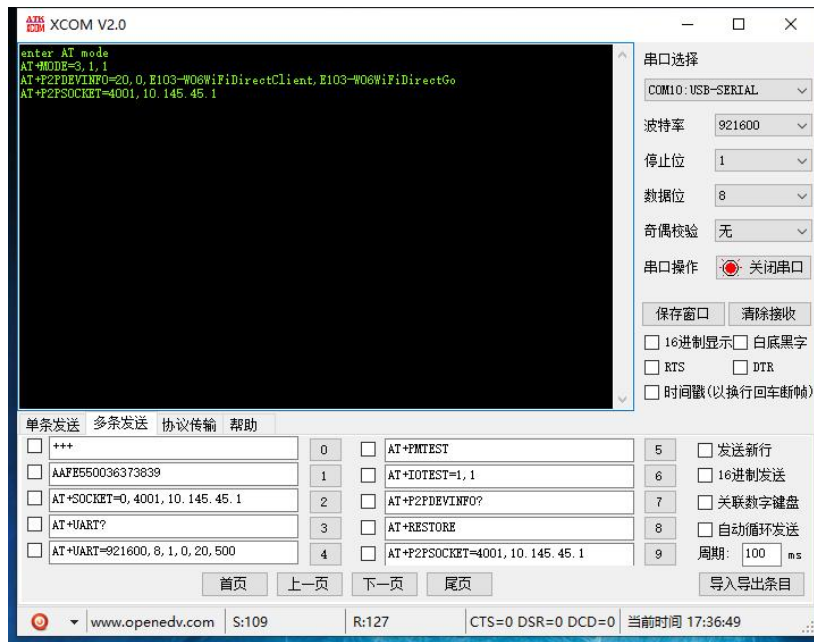 ATK XCOM XCOM V2.0
enter AT mode
AT+MODE=3,1,1
AT+P2PDEVINFO=20,0,E103-W06WiFiDirectClient,E103-W06WiFiDirectGo
AT+P2PSOCKET=4001,10.145.45.1
串口选择
COM10:USB-SERIAL
波特率 921600
停止位 1
数据位 8
奇偶校验 无
串口操作 关闭串口
保存窗口 清除接收
16进制显示 白底黑字
RTS DTR
时间戳(以换行回车断帧)
单条发送 多条发送 协议传输 帮助
+++ 0 AT+PMTEST 5 发送新行
AAFE550036373839 1 AT+IOTEST=1,1 6 16进制发送
AT+SOCKET=0,4001,10.145.45.1 2 AT+P2PDEVINFO? 7 关联数字键盘
AT+UART? 3 AT+RESTORE 8 自动循环发送
AT+UART=921600,8,1,0,20,500 4 AT+P2PSOCKET=4001,10.145.45.1 9 周期: 100 ms
首页 上一页 下一页 尾页 导入导出条目
www.openedv.com S:109 R:127 CTS=0 DSR=0 DCD=0 当前时间 17:36:49